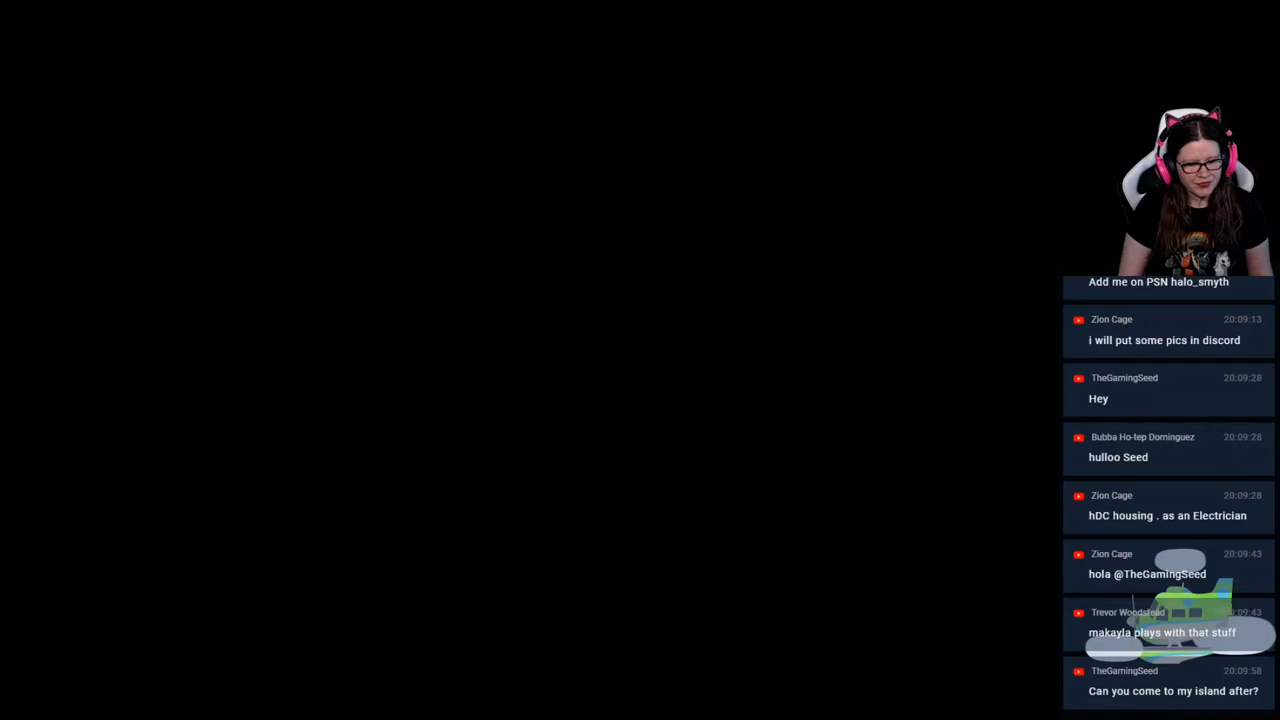 Add me on PSN halo_smyth
Zion Cage 20:09:13
i will put some pics in discord
TheGamingSeed 20:09:28
Hey
Bubba Ho-tep Dominguez 20:09:28
hulloo Seed
Zion Cage 20:09:28
hDC housing . as an Electrician
Zion Cage 20:09:43
hola @TheGamingSeed
Trevor Woodstead 20:09:43
makayla plays with that stuff
TheGamingSeed 20:09:58
Can you come to my island after?